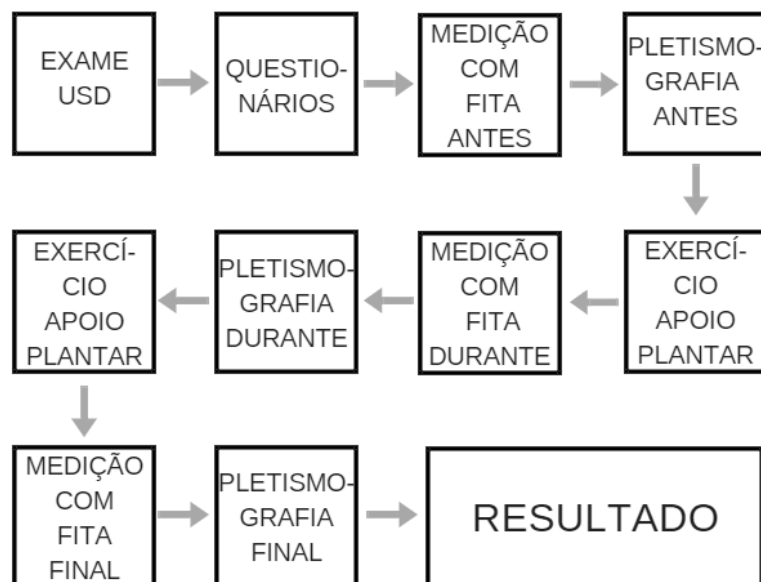 EXAME
USD
QUESTIO-
NÁRIOS
MEDIÇÃO
COM
FITA
ANTES
PLETISMO-
GRAFIA
ANTES
EXERCÍ-
CIO
APOIO
PLANTAR
MEDIÇÃO
COM
FITA
DURANTE
PLETISMO-
GRAFIA
DURANTE
EXERCÍ-
CIO
APOIO
PLANTAR
MEDIÇÃO
COM
FITA
FINAL
PLETISMO-
GRAFIA
FINAL
RESULTADO